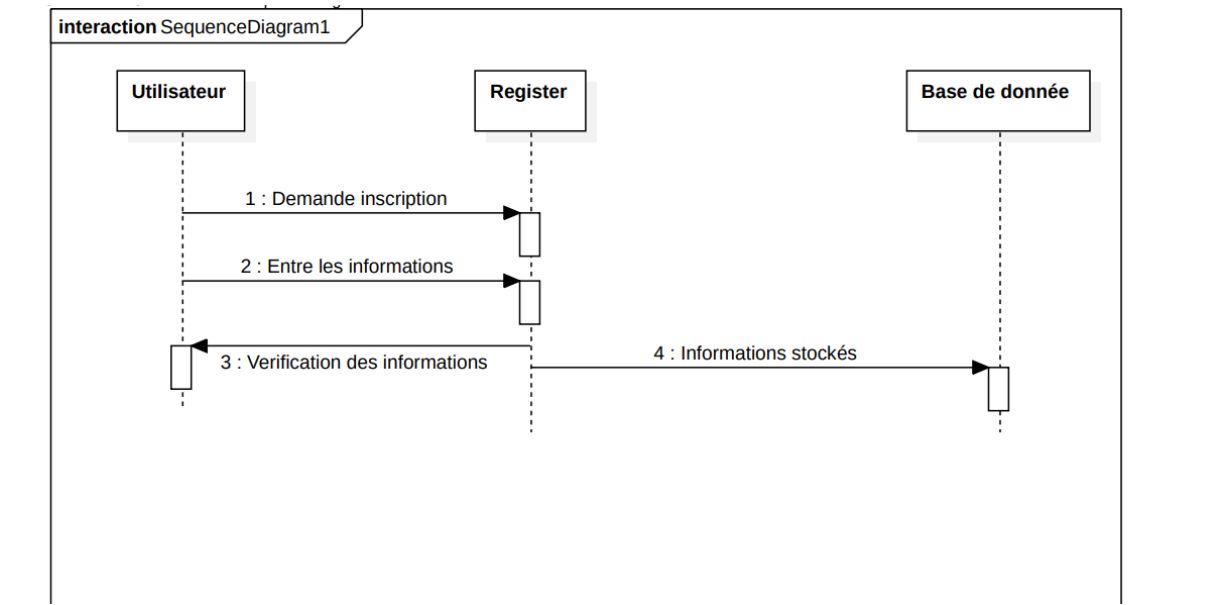 interaction SequenceDiagram1
Utilisateur
Register
Base de donnée
1 : Demande inscription
2 : Entre les informations
3 : Verification des informations
4 : Informations stockés